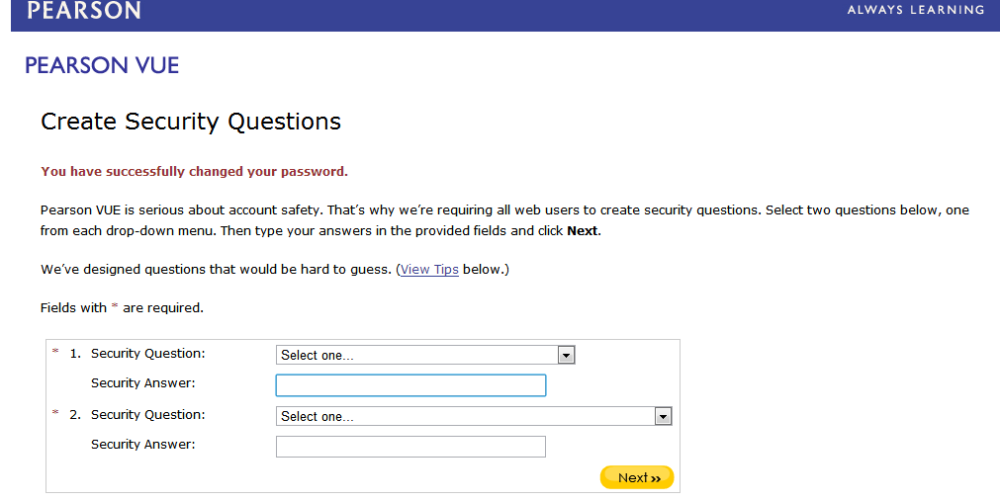 PEARSON
ALWAYS LEARNING
PEARSON VUE
Create Security Questions
You have successfully changed your password.
Pearson VUE is serious about account safety. That's why we're requiring all web users to create security questions. Select two questions below, one
from each drop-down menu. Then type your answers in the provided fields and click Next.
We've designed questions that would be hard to guess. (View Tips below.)
Fields with * are required.
* 1. Security Question: Select one...
Security Answer:
* 2. Security Question: Select one...
Security Answer:
Next »